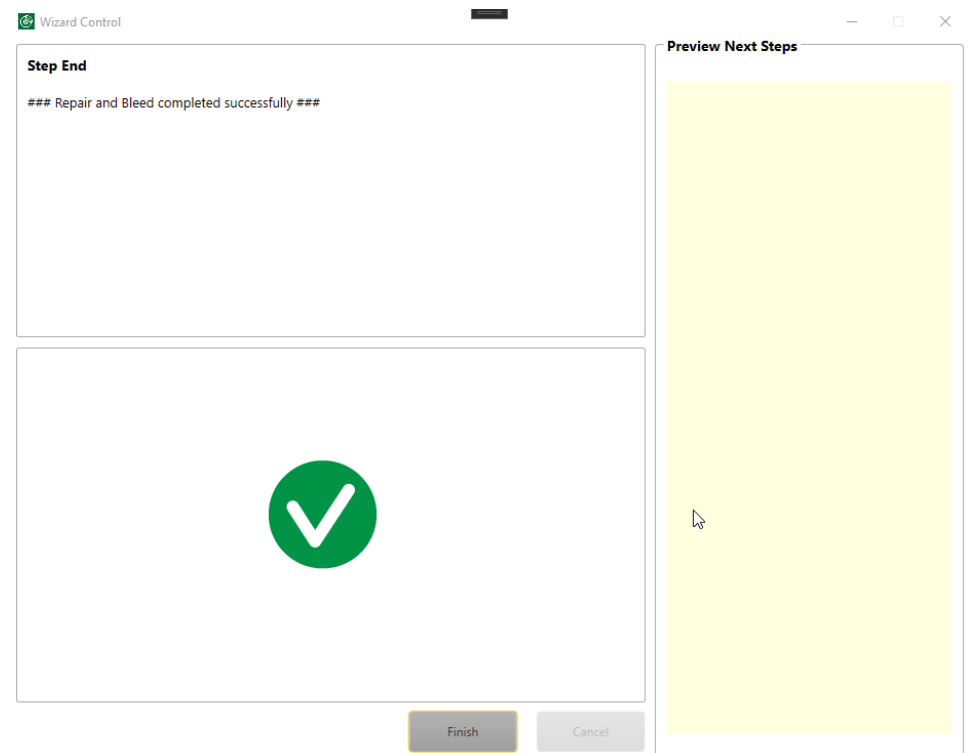 Wizard Control
Step End
### Repair and Bleed completed successfully ###
Preview Next Steps
Finish
Cancel